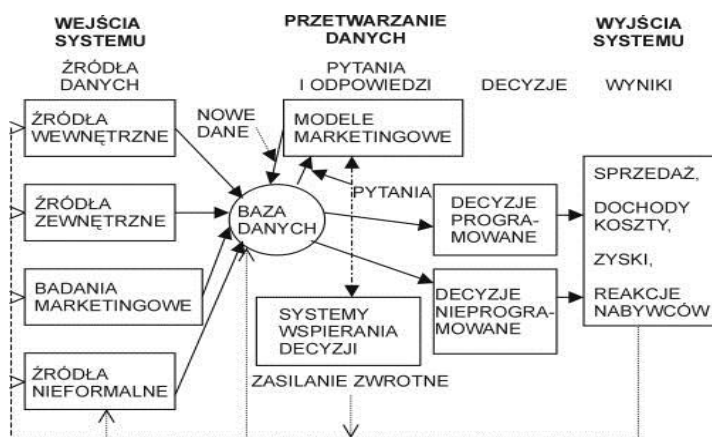 WEJŚCIA
SYSTEMU
PRZETWARZANIE
DANYCH
WYJŚCIA
SYSTEMU
ŹRÓDŁA
DANYCH
PYTANIA
I ODPOWIEDZI
DECYZJE
WYNIKI
ŹRÓDŁA
WEWNĘTRZNE
NOWE
DANE
MODELE
MARKETINGOWE
ŹRÓDŁA
ZEWNĘTRZNE
BAZA
DANYCH
PYTANIA
DECYZJE
PROGRA-
MOWANE
SPRZEDAŻ,
DOCHODY
KOSZTY,
ZYSKI,
REAKCJE
NABYWCÓW
BADANIA
MARKETINGOWE
SYSTEMY
WSPIERANIA
DECYZJI
DECYZJE
NIEPROGRA-
MOWANE
ŹRÓDŁA
NIEFORMALNE
ZASILANIE ZWROTNE